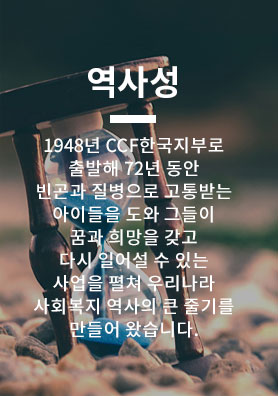 역사성
1948년 CCF한국지부로
출발해 72년 동안
빈곤과 질병으로 고통받는
아이들을 도와 그들이
꿈과 희망을 갖고
다시 일어설 수 있는
사업을 펼쳐 우리나라
사회복지 역사의 큰 줄기를
만들어 왔습니다.